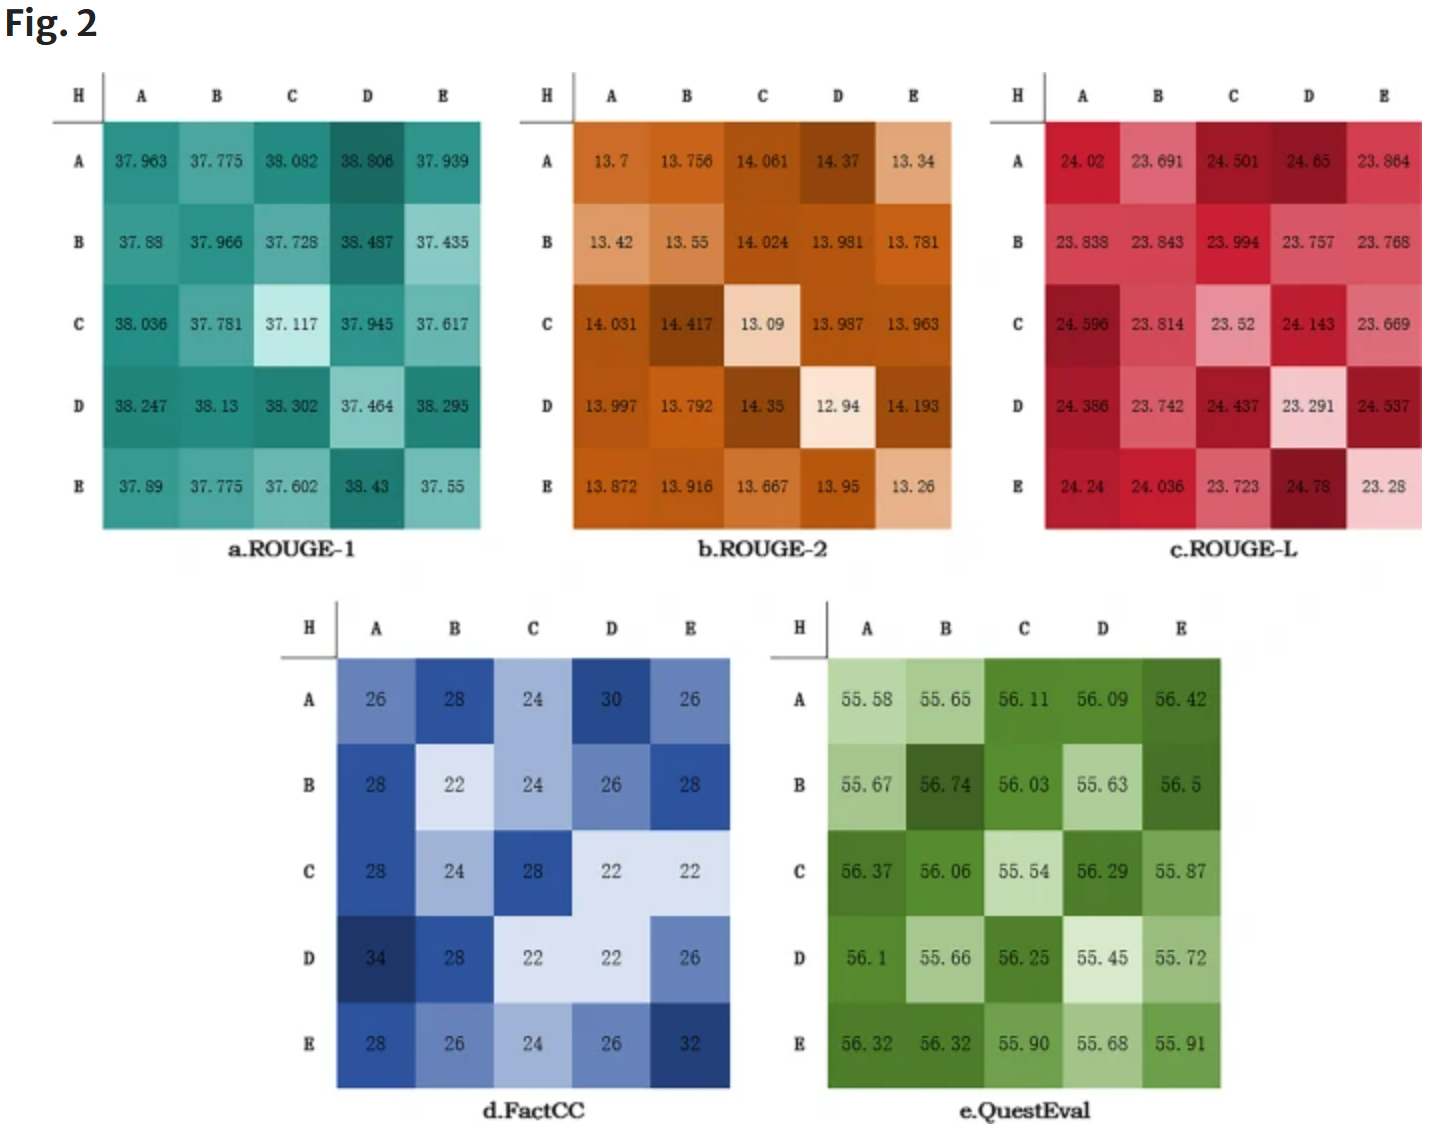 Fig. 2
H A B C D E
A 37.963 37.775 38.082 38.806 37.939
B 37.88 37.966 37.728 38.487 37.435
C 38.036 37.781 37.117 37.945 37.617
D 38.247 38.13 38.302 37.464 38.295
E 37.89 37.775 37.602 38.43 37.55
a.ROUGE-1
H A B C D E
A 13.7 13.756 14.061 14.37 13.34
B 13.42 13.55 14.024 13.981 13.781
C 14.031 14.417 13.09 13.987 13.963
D 13.997 13.792 14.35 12.94 14.193
E 13.872 13.916 13.667 13.95 13.26
b.ROUGE-2
H A B C D E
A 24.02 23.691 24.501 24.65 23.864
B 23.838 23.843 23.994 23.757 23.768
C 24.596 23.814 23.52 24.143 23.669
D 24.386 23.742 24.437 23.291 24.537
E 24.24 24.036 23.723 24.78 23.28
c.ROUGE-L
H A B C D E
A 26 28 24 30 26
B 28 22 24 26 28
C 28 24 28 22 22
D 34 28 22 22 26
E 28 26 24 26 32
d.FactCC
H A B C D E
A 55.58 55.65 56.11 56.09 56.42
B 55.67 56.74 56.03 55.63 56.5
C 56.37 56.06 55.54 56.29 55.87
D 56.1 55.66 56.25 55.45 55.72
E 56.32 56.32 55.90 55.68 55.91
e.QuestEval